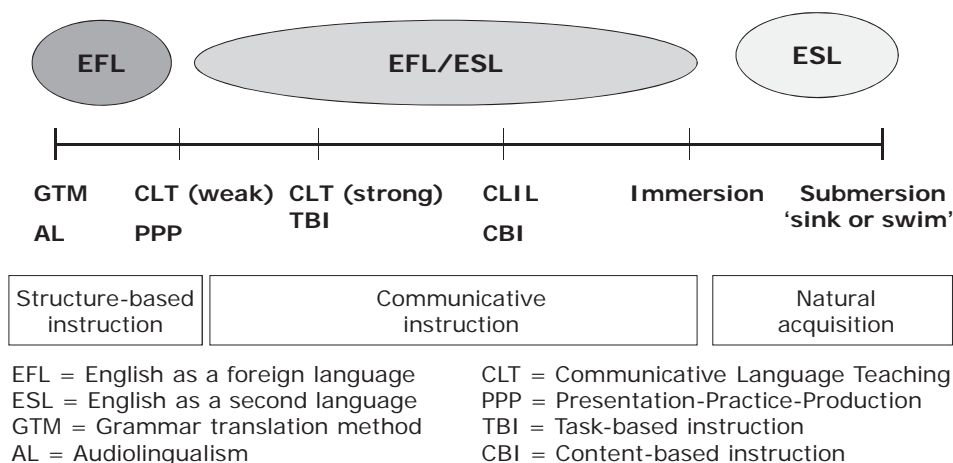 EFL
EFL/ESL
ESL
GTM
CLT (weak)
CLT (strong)
CLIL
Immersion
Submersion
TBI
'sink or swim'
AL
PPP
CBI
Structure-based
instruction
Communicative
instruction
Natural
acquisition
EFL = English as a foreign language
ESL = English as a second language
GTM = Grammar translation method
AL = Audiolingualism
CLT = Communicative Language Teaching
PPP = Presentation-Practice-Production
TBI = Task-based instruction
CBI = Content-based instruction